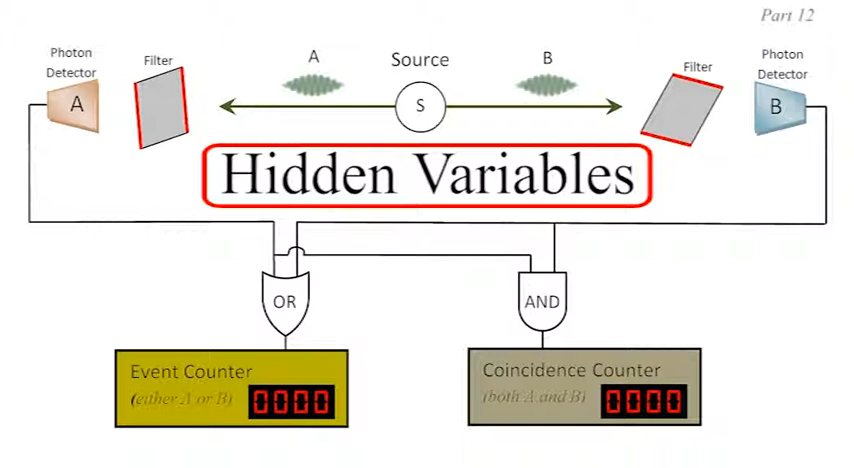 Part 12
Photon
Detector
Filter
A
Source
B
Filter
Photon
Detector
A
S
B
Hidden Variables
OR
AND
Event Counter
(either A or B)
0000
Coincidence Counter
(both A and B)
0000